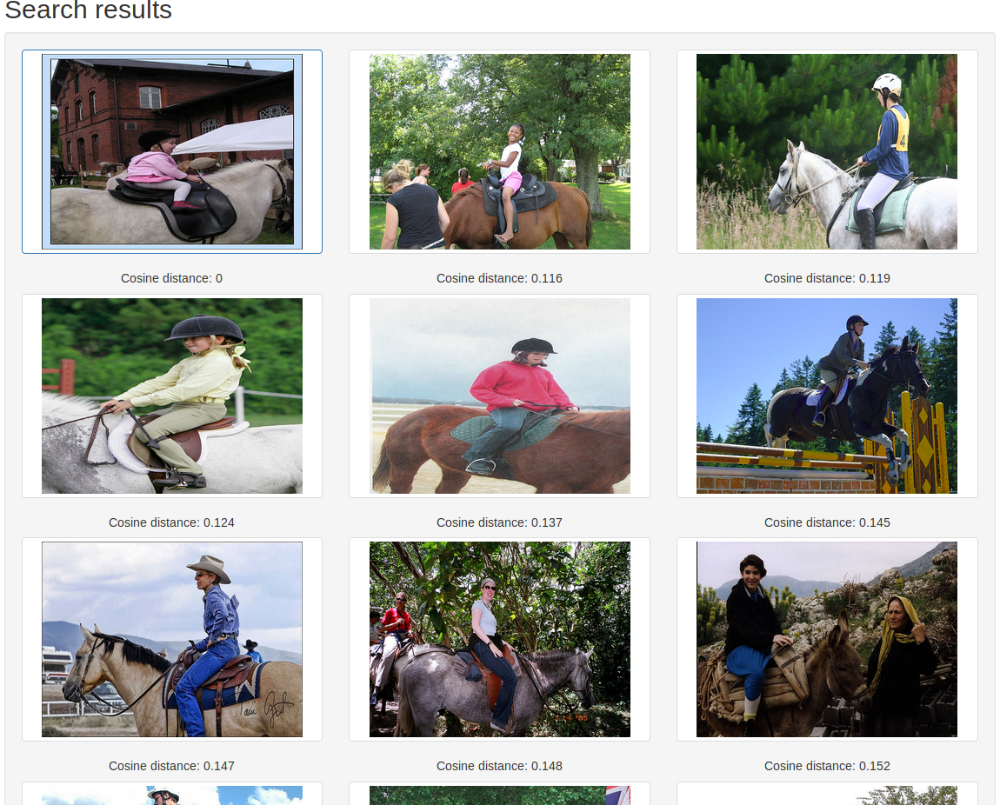 Search results
4
Cosine distance: 0
Cosine distance: 0.116
Cosine distance: 0.119
Cosine distance: 0.124
Cosine distance: 0.137
Cosine distance: 0.145
Cosine distance: 0.147
Cosine distance: 0.148
Cosine distance: 0.152